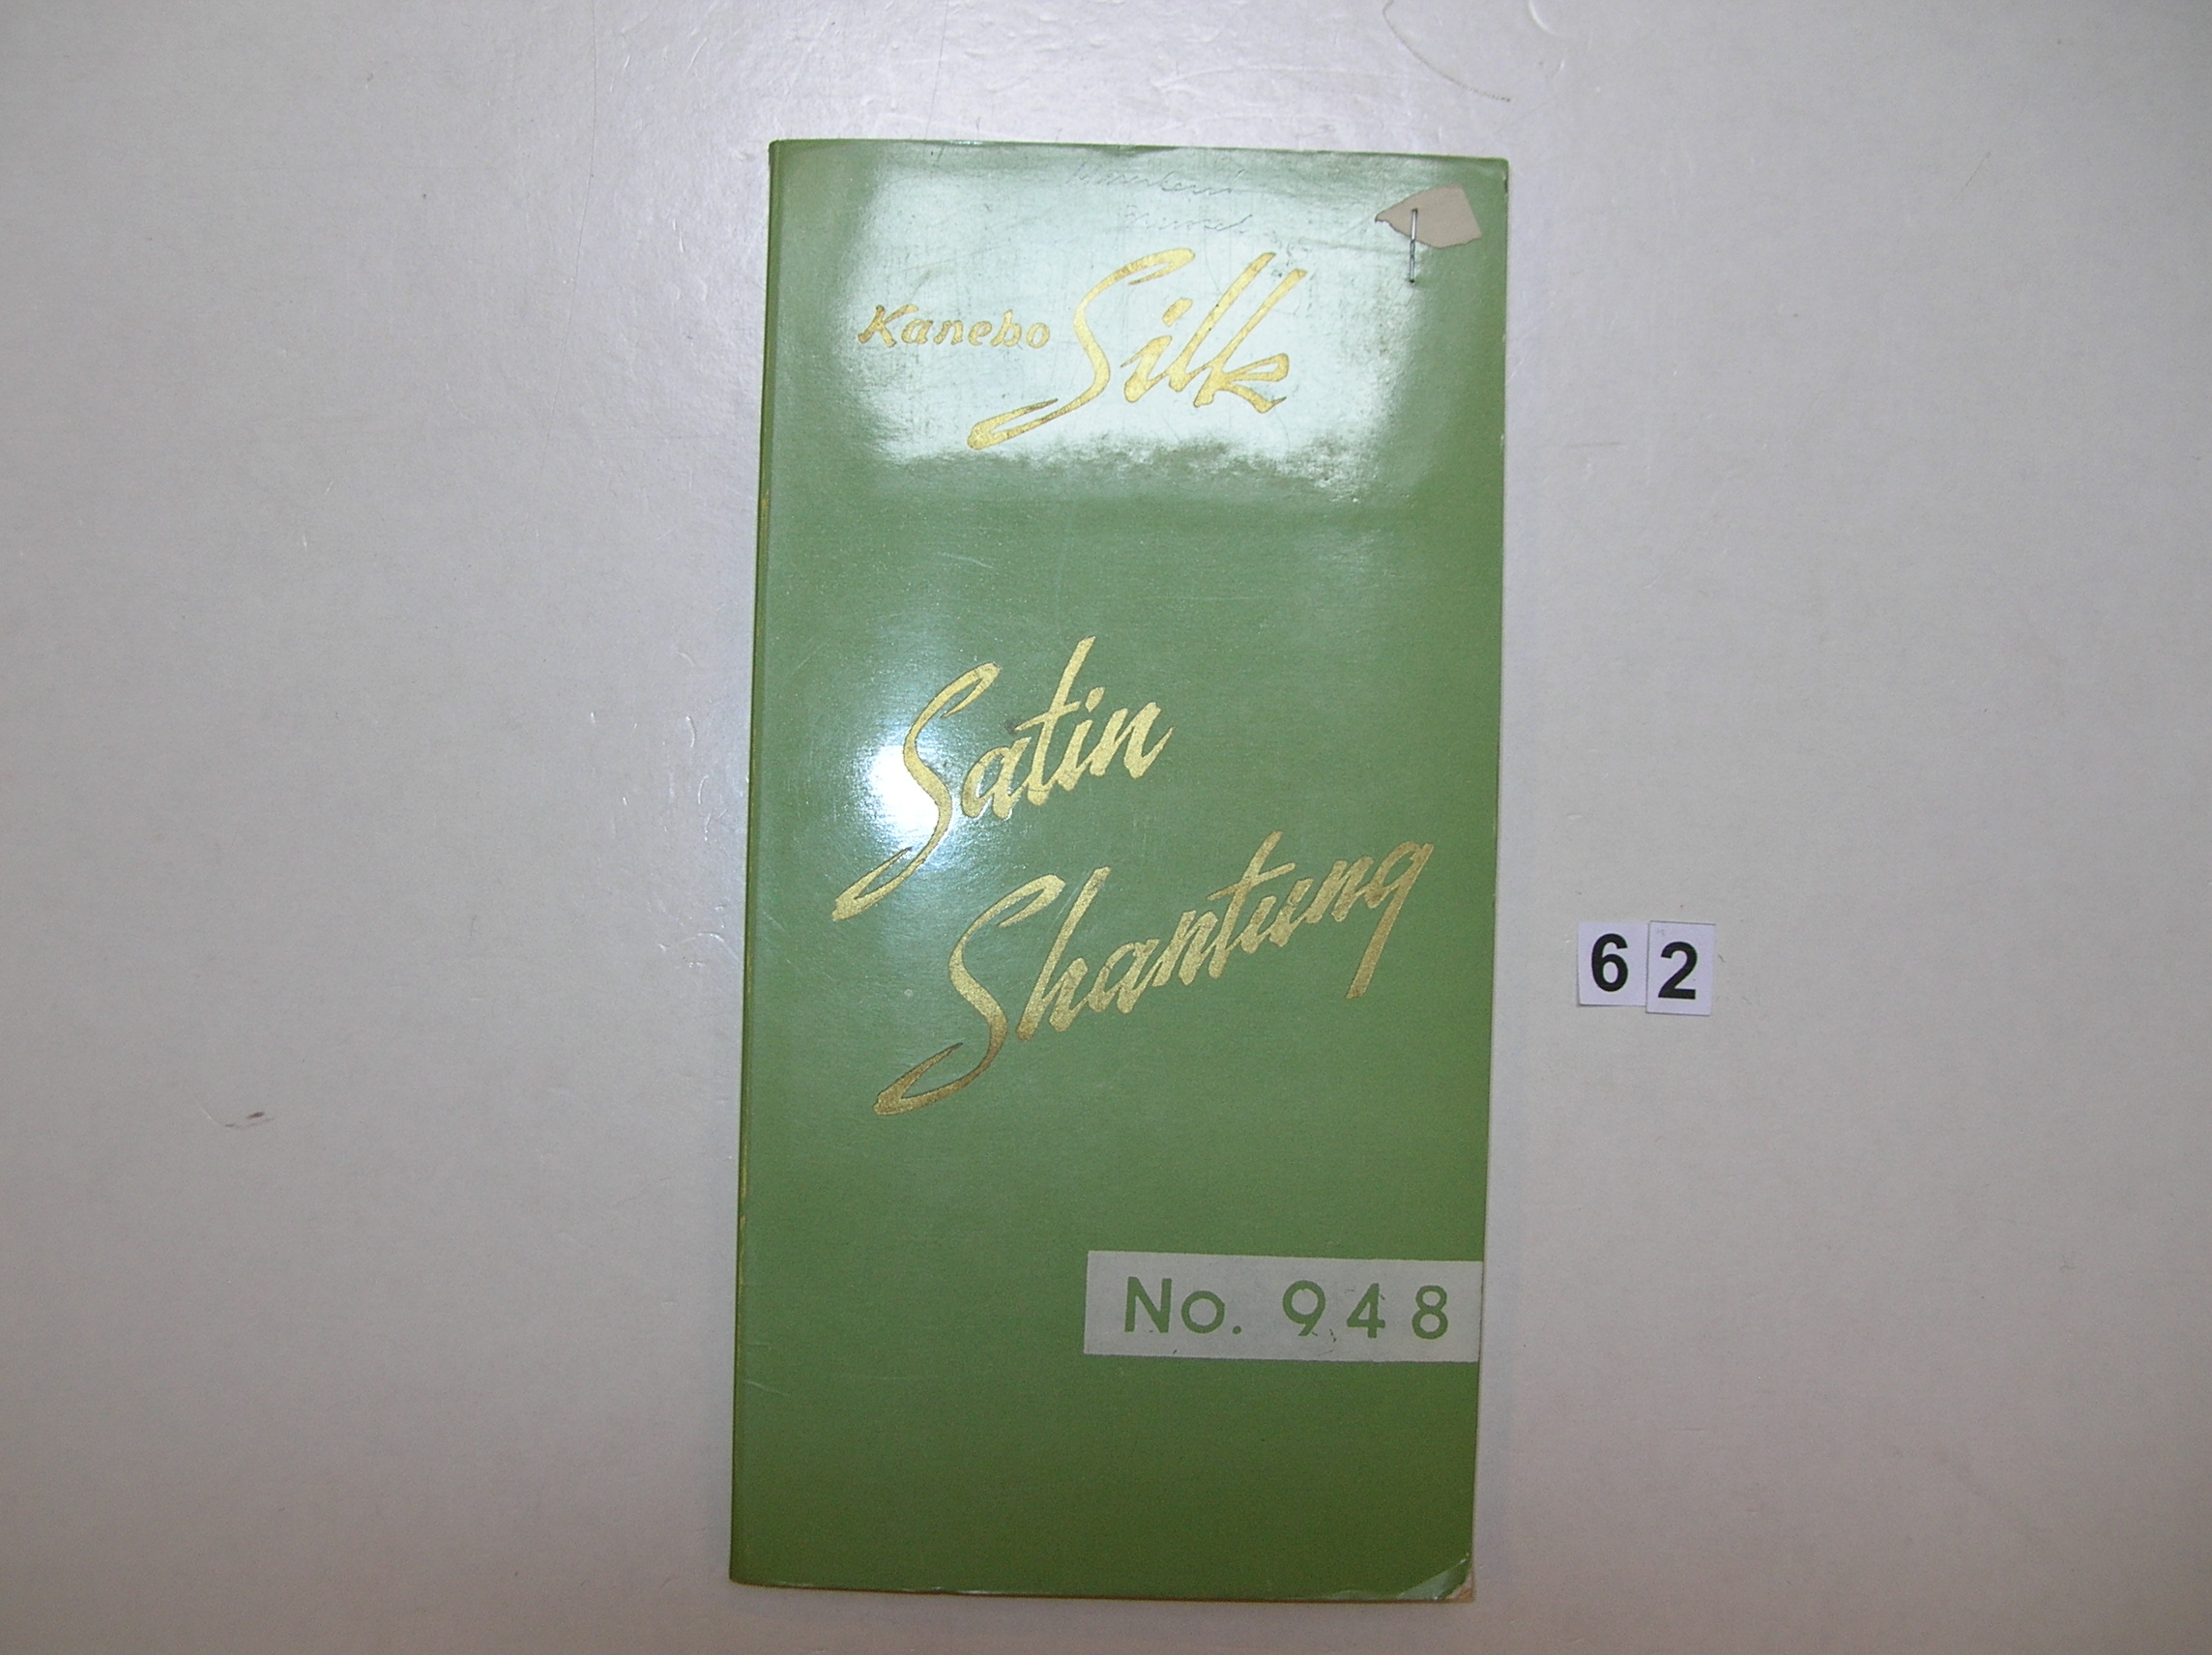 Kanebo Silk
Satin
Shantung
62
No. 948